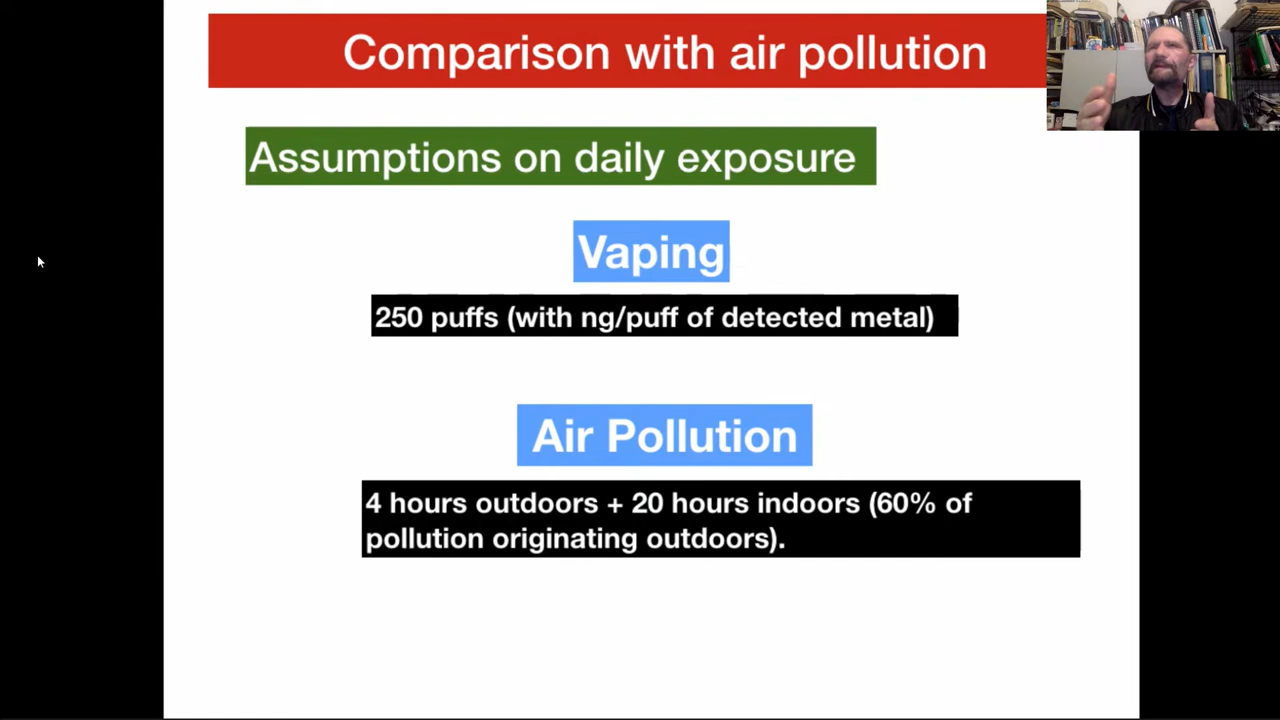 Comparison with air pollution
Assumptions on daily exposure
Vaping
250 puffs (with ng/puff of detected metal)
Air Pollution
4 hours outdoors + 20 hours indoors (60% of
pollution originating outdoors).